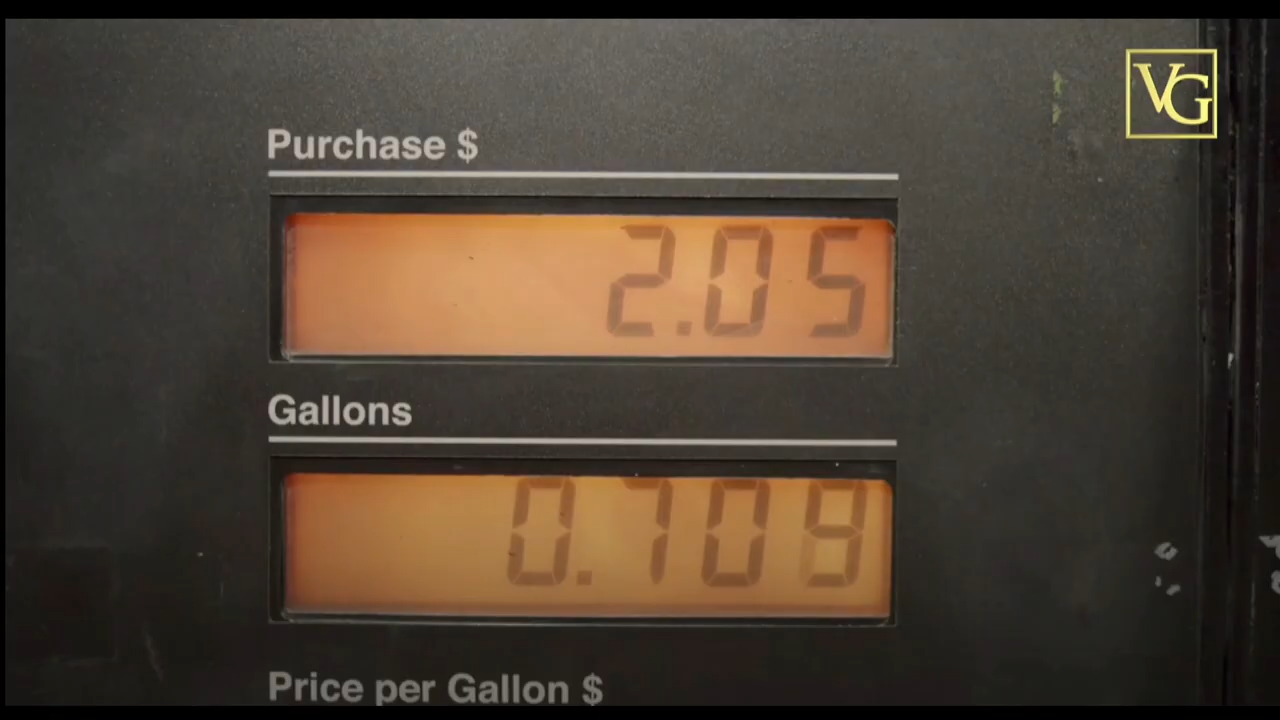 VG
Purchase $
2.05
Gallons
0.709
Price per Gallon $